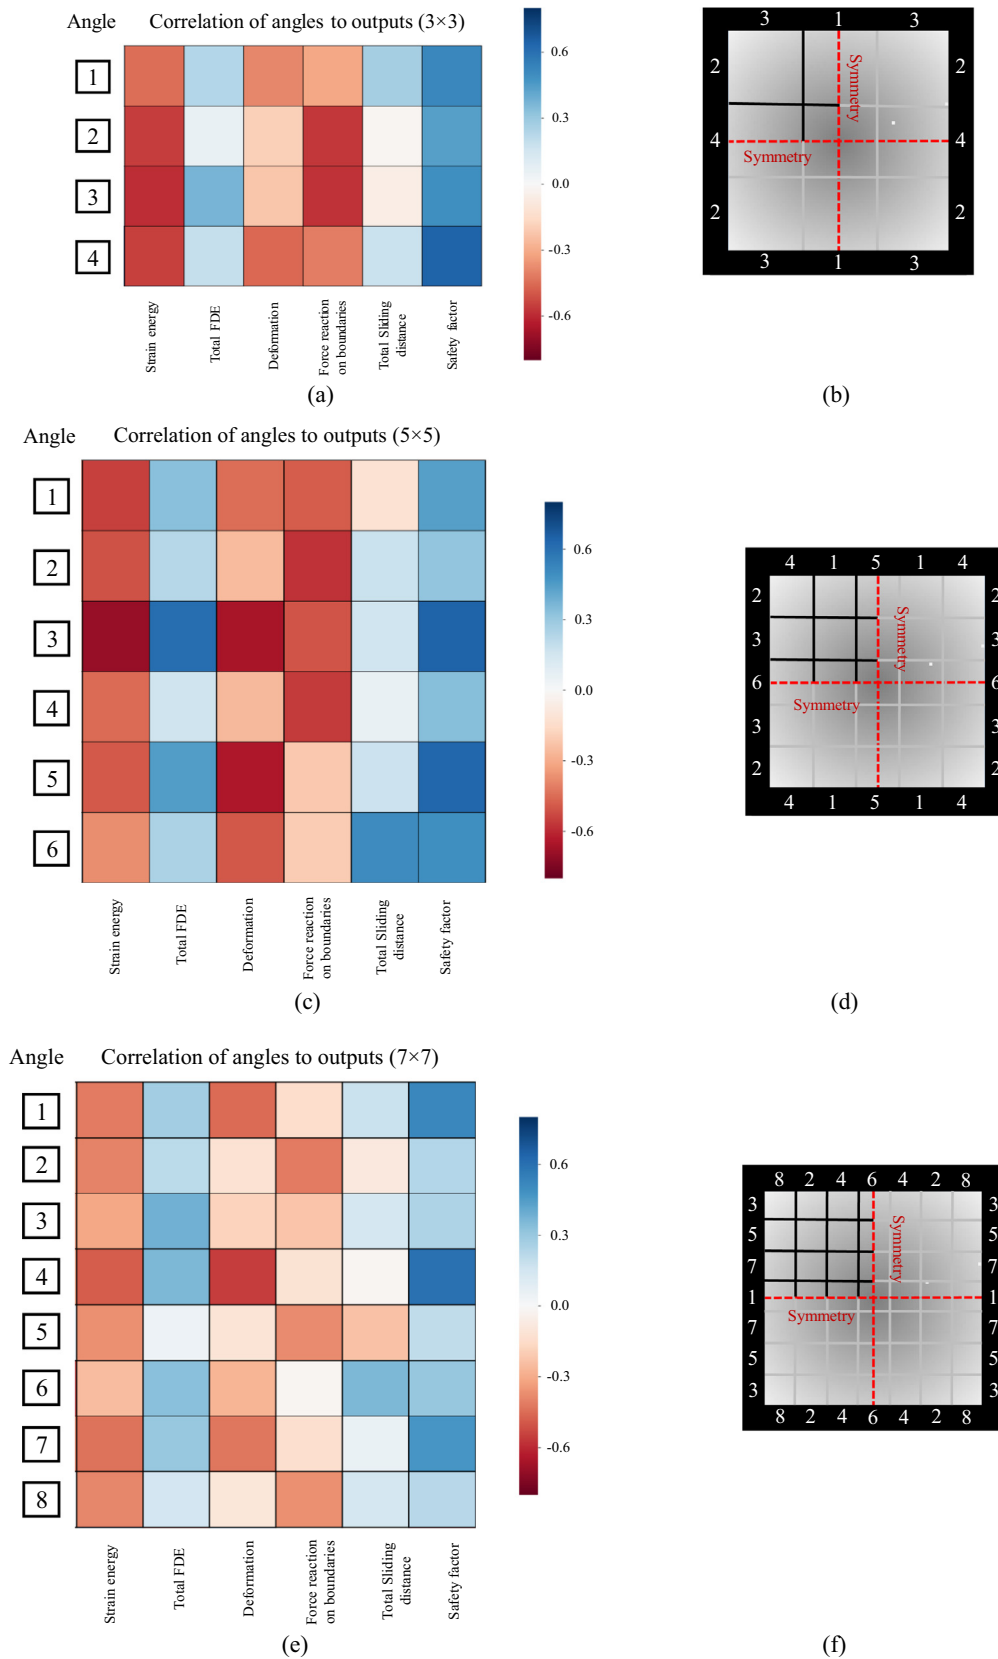 Angle Correlation of angles to outputs (3×3)
1
2
3
4
0.6
0.3
0.0
-0.3
-0.6
Strain energy
Total FDE
Deformation
Force reaction
on boundaries
Total Sliding
distance
Safety factor
(a)
3 1 3
2 2
4 4
2 2
3 1 3
Symmetry
Symmetry
(b)
Angle Correlation of angles to outputs (5×5)
1
2
3
4
5
6
0.6
0.3
0.0
-0.3
-0.6
Strain energy
Total FDE
Deformation
Force reaction
on boundaries
Total Sliding
distance
Safety factor
(c)
4 1 5 1 4
2 2
3 3
6 6
3 3
2 2
4 1 5 1 4
Symmetry
Symmetry
(d)
Angle Correlation of angles to outputs (7×7)
1
2
3
4
5
6
7
8
0.6
0.3
0.0
-0.3
-0.6
Strain energy
Total FDE
Deformation
Force reaction
on boundaries
Total Sliding
distance
Safety factor
(e)
8 2 4 6 4 2 8
3 3
5 5
7 7
1 1
7 7
5 5
3 3
8 2 4 6 4 2 8
Symmetry
Symmetry
(f)